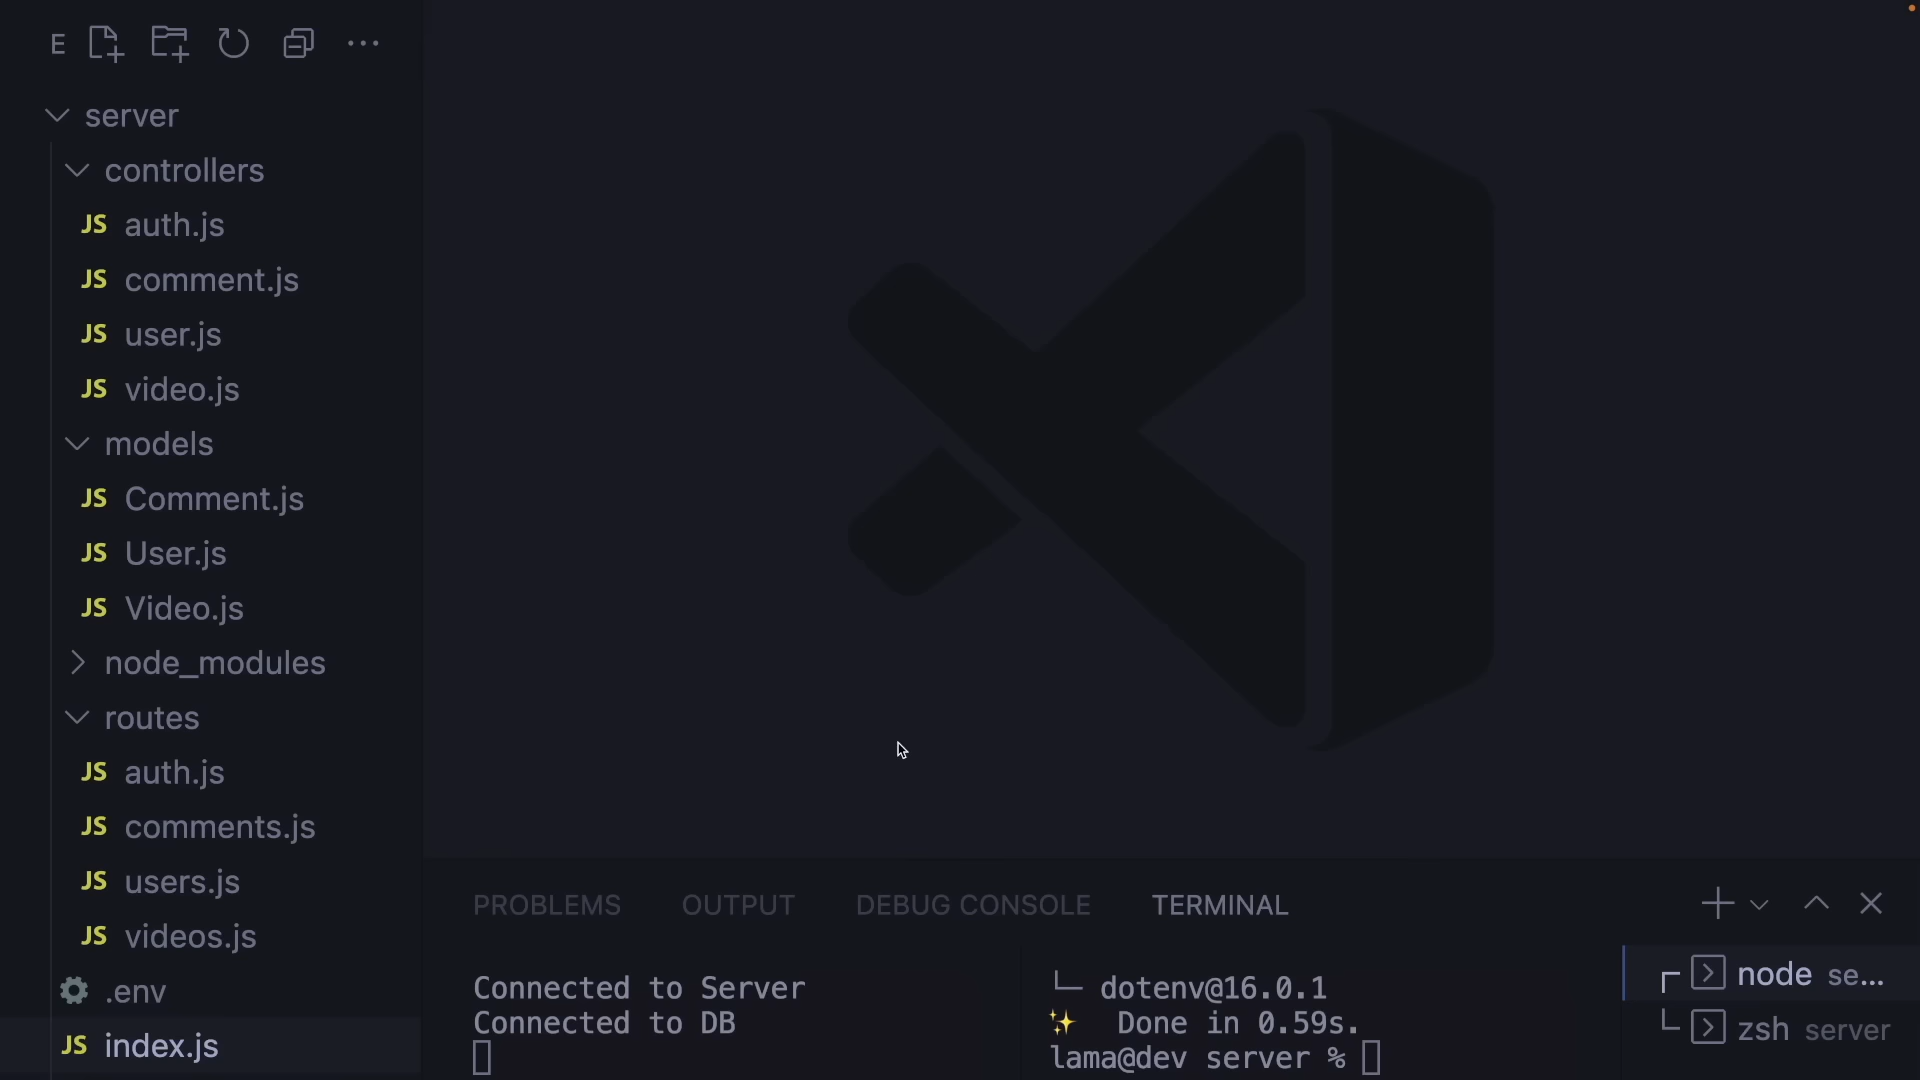 E
server
controllers
JS auth.js
JS comment.js
JS user.js
JS video.js
models
JS Comment.js
JS User.js
JS Video.js
node_modules
routes
JS auth.js
JS comments.js
JS users.js
JS videos.js
.env
JS index.js
PROBLEMS OUTPUT DEBUG CONSOLE TERMINAL
Connected to Server
Connected to DB
└─ dotenv@16.0.1
✨ Done in 0.59s.
lama@dev server %
node se...
zsh server